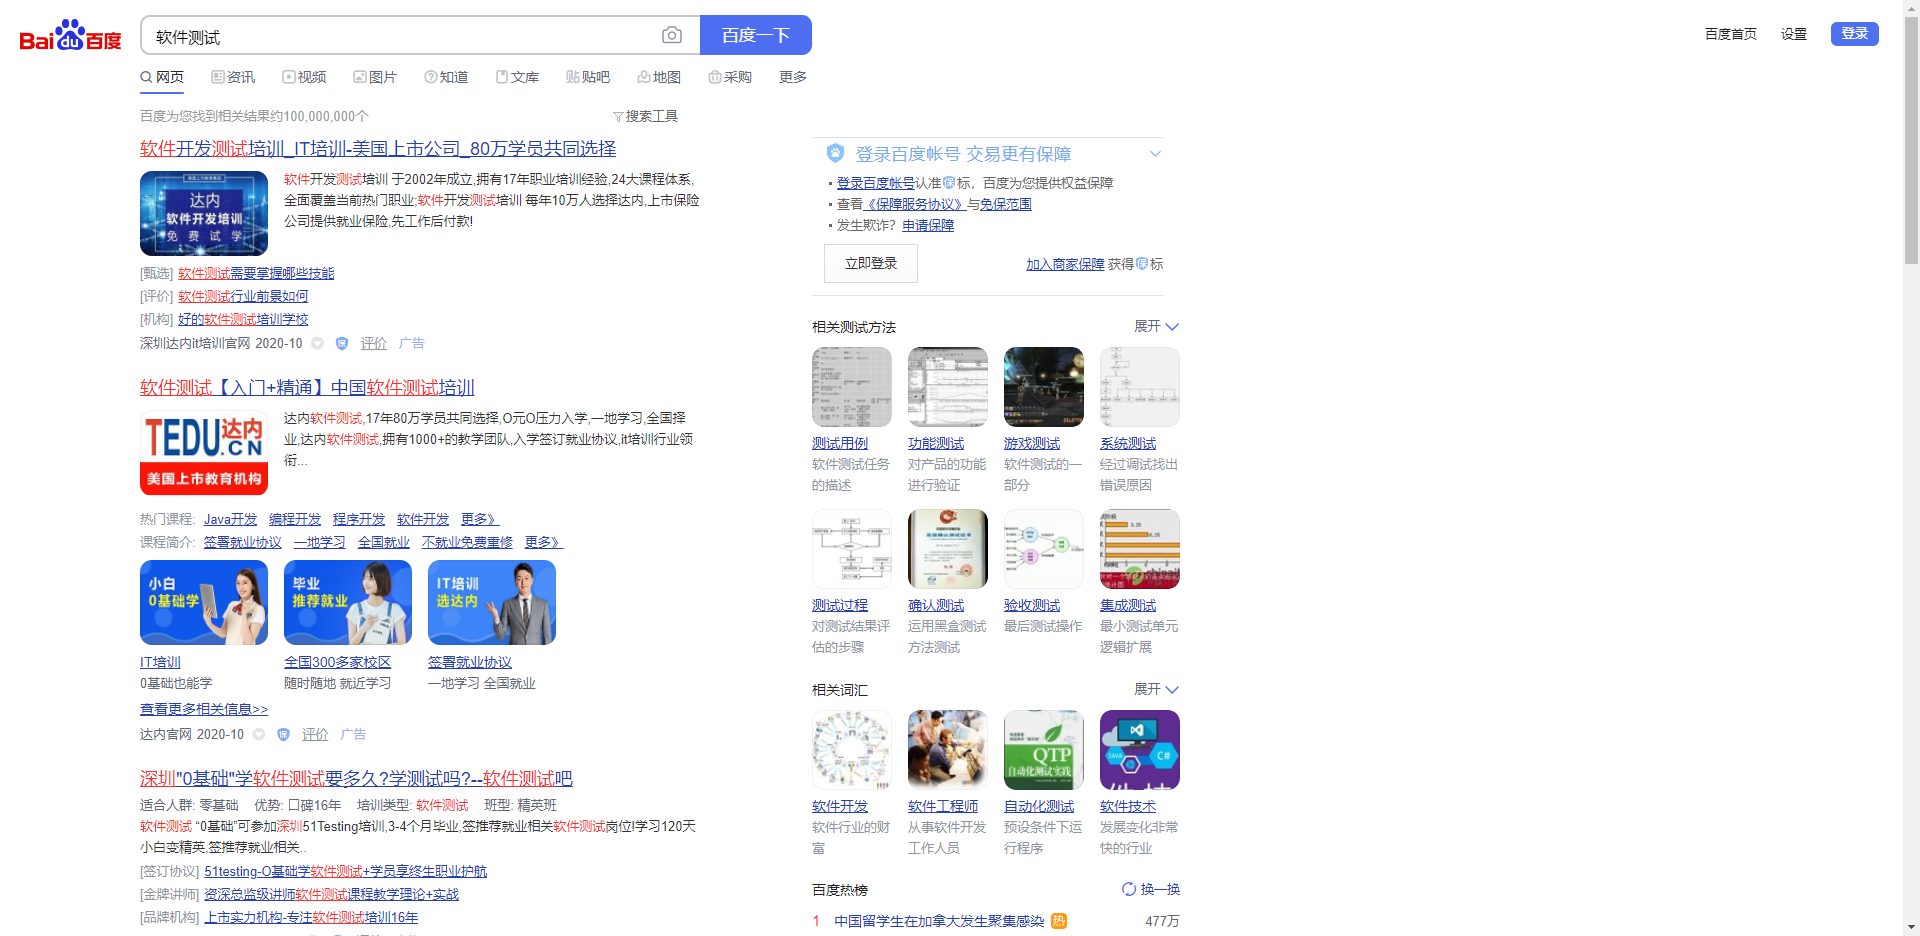 Bai du 百度
软件测试
百度一下
百度首页 设置 登录
网页 资讯 视频 图片 知道 文库 贴吧 地图 采购 更多
百度为您找到相关结果约100,000,000个
搜索工具
软件开发测试培训_IT培训-美国上市公司_80万学员共同选择
达内
软件开发培训
免费试学
软件开发测试培训 于2002年成立,拥有17年职业培训经验,24大课程体系,
全面覆盖当前热门职业;软件开发测试培训 每年10万人选择达内,上市保险
公司提供就业保险,先工作后付款!
[甄选] 软件测试需要掌握哪些技能
[评价] 软件测试行业前景如何
[机构] 好的软件测试培训学校
深圳达内it培训官网 2020-10 保 评价 广告
软件测试【入门+精通】中国软件测试培训
TEDU.CN 达内
美国上市教育机构
达内软件测试,17年80万学员共同选择,O元O压力入学,一地学习,全国择
业,达内软件测试,拥有1000+的教学团队,入学签订就业协议,it培训行业领
衔...
热门课程: Java开发 编程开发 程序开发 软件开发 更多》
课程简介: 签署就业协议 一地学习 全国就业 不就业免费重修 更多》
小白
0基础学
毕业
推荐就业
IT培训
选达内
IT培训
0基础也能学
全国300多家校区
随时随地 就近学习
签署就业协议
一地学习 全国就业
查看更多相关信息>>
达内官网 2020-10 保 评价 广告
深圳"0基础"学软件测试要多久?学测试吗?--软件测试吧
适合人群: 零基础 优势: 口碑16年 培训类型: 软件测试 班型: 精英班
软件测试 “0基础”可参加深圳51Testing培训,3-4个月毕业,签推荐就业相关软件测试岗位!学习120天
小白变精英,签推荐就业相关..
[签订协议] 51testing-O基础学软件测试+学员享终生职业护航
[金牌讲师] 资深总监级讲师软件测试课程教学理论+实战
[品牌机构] 上市实力机构-专注软件测试培训16年
登录百度帐号 交易更有保障
· 登录百度帐号认准保标，百度为您提供权益保障
· 查看《保障服务协议》与免保范围
· 发生欺诈？申请保障
立即登录
加入商家保障 获得保标
相关测试方法 展开
测试用例
软件测试任务
的描述
功能测试
对产品的功能
进行验证
游戏测试
软件测试的一
部分
系统测试
经过调试找出
错误原因
测试过程
对测试结果评
估的步骤
确认测试
运用黑盒测试
方法测试
验收测试
最后测试操作
集成测试
最小测试单元
逻辑扩展
相关词汇 展开
QTP
自动化测试实践
JAVA
C#
软件开发
软件行业的财
富
软件工程师
从事软件开发
工作人员
自动化测试
预设条件下运
行程序
软件技术
发展变化非常
快的行业
百度热榜 换一换
1 中国留学生在加拿大发生聚集感染 热 477万